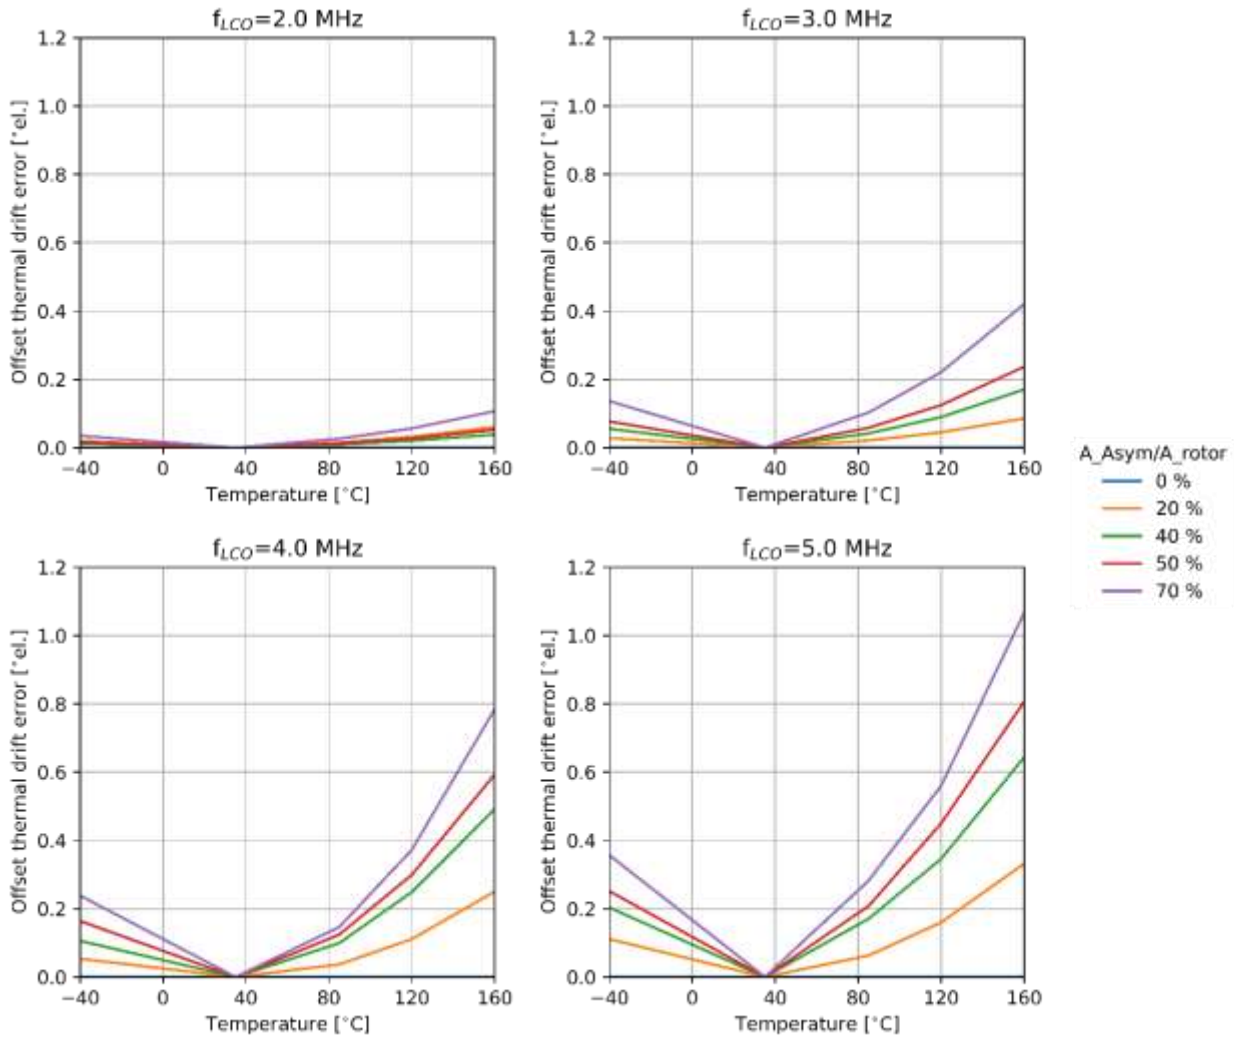 f_LCO=2.0 MHz
1.2
1.0
0.8
0.6
0.4
0.2
0.0
Offset thermal drift error [°el.]
−40 0 40 80 120 160
Temperature [°C]
f_LCO=3.0 MHz
1.2
1.0
0.8
0.6
0.4
0.2
0.0
Offset thermal drift error [°el.]
−40 0 40 80 120 160
Temperature [°C]
f_LCO=4.0 MHz
1.2
1.0
0.8
0.6
0.4
0.2
0.0
Offset thermal drift error [°el.]
−40 0 40 80 120 160
Temperature [°C]
f_LCO=5.0 MHz
1.2
1.0
0.8
0.6
0.4
0.2
0.0
Offset thermal drift error [°el.]
−40 0 40 80 120 160
Temperature [°C]
A_Asym/A_rotor
0 %
20 %
40 %
50 %
70 %